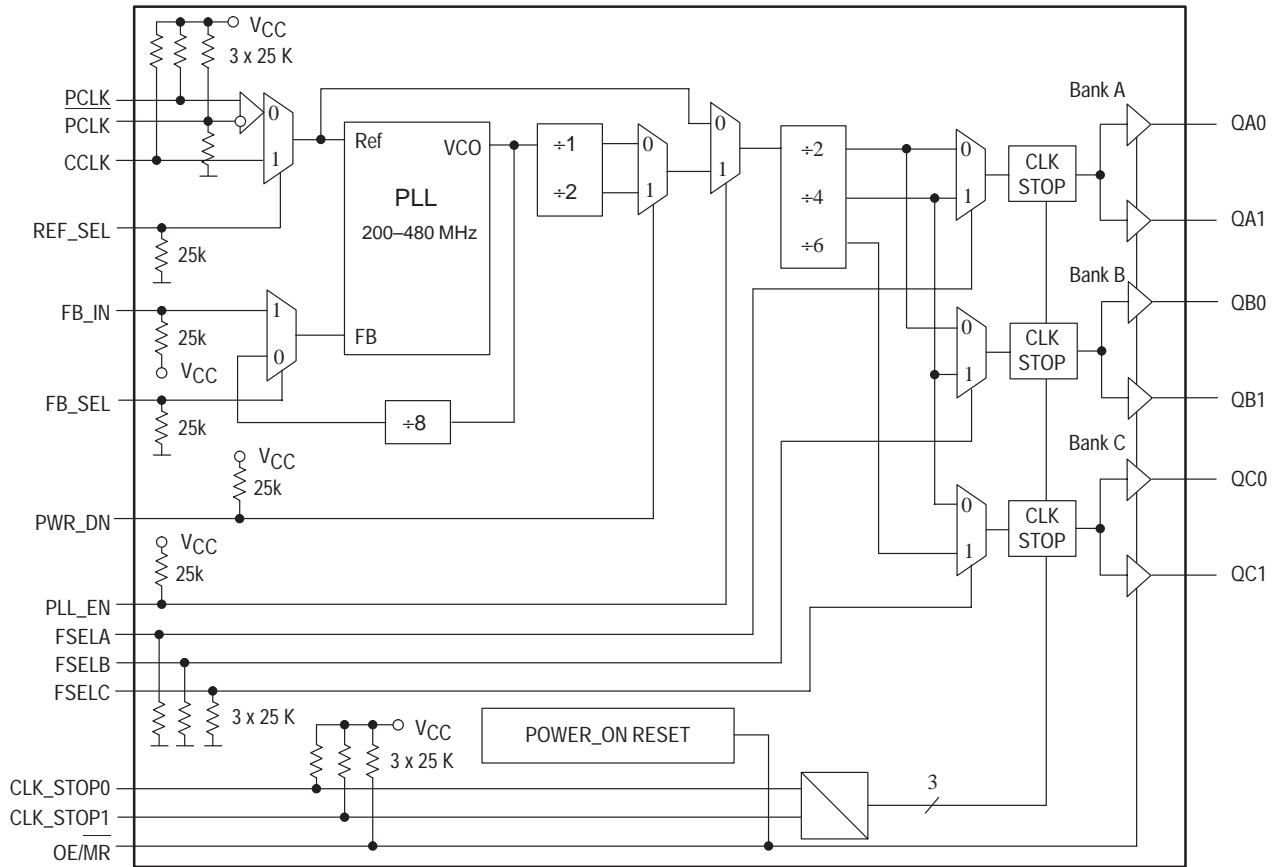 VCC
3 x 25 K
PCLK
PCLK
CCLK
0
1
REF_SEL
25k
Ref
VCO
PLL
200–480 MHz
FB
÷1
÷2
0
1
0
1
÷2
÷4
÷6
0
1
CLK
STOP
Bank A
QA0
QA1
FB_IN
25k
VCC
1
0
FB_SEL
25k
÷8
0
1
CLK
STOP
Bank B
QB0
QB1
VCC
25k
PWR_DN
0
1
CLK
STOP
Bank C
QC0
QC1
VCC
25k
PLL_EN
FSELA
FSELB
FSELC
3 x 25 K
VCC
3 x 25 K
POWER_ON RESET
CLK_STOP0
CLK_STOP1
3
OE/MR